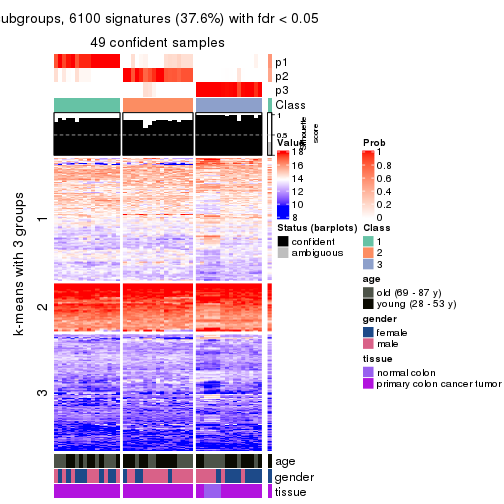 ubgroups, 6100 signatures (37.6%) with fdr < 0.05
49 confident samples
p1
p2
p3
Class
1
0.5
silhouette
score
k-means with 3 groups
1
2
3
Value
18
16
14
12
10
8
Prob
1
0.8
0.6
0.4
0.2
0
Status (barplots)
confident
ambiguous
Class
1
2
3
age
old (69 - 87 y)
young (28 - 53 y)
gender
female
male
tissue
normal colon
primary colon cancer tumor
age
gender
tissue